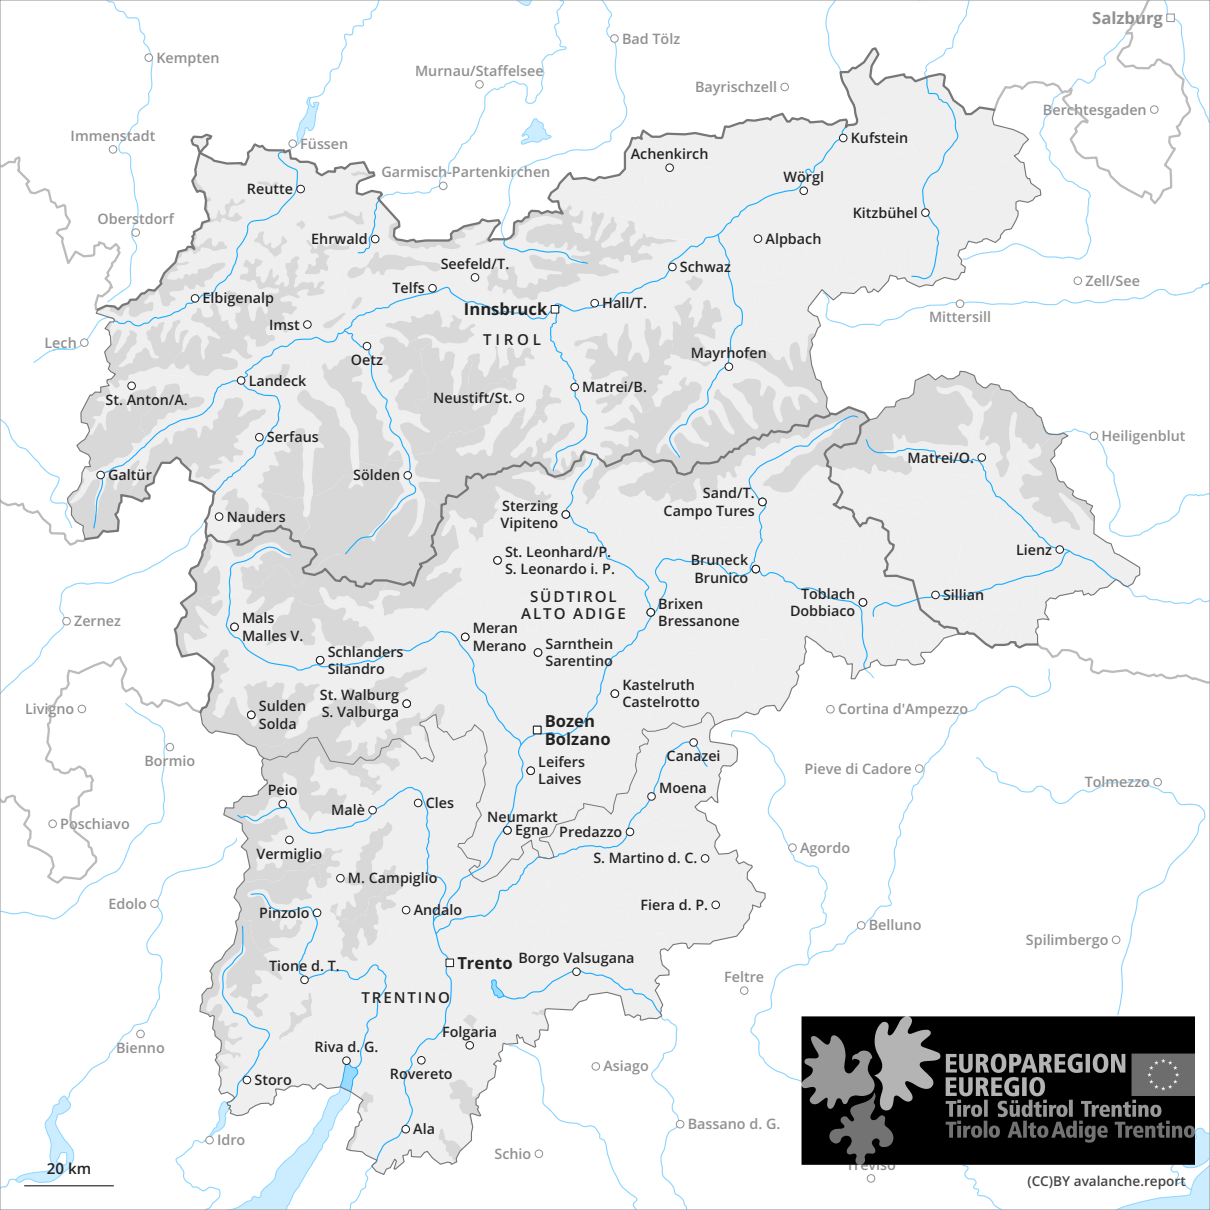 Salzburg
Bad Tölz
Kempten
Murnau/Staffelsee
Bayrischzell
Berchtesgaden
Immenstadt
Füssen
Kufstein
Achenkirch
Garmisch-Partenkirchen
Wörgl
Reutte
Oberstdorf
Kitzbühel
Ehrwald
Alpbach
Seefeld/T.
Schwaz
Zell/See
Telfs
Elbigenalp
Hall/T.
Innsbruck
Mittersill
Imst
TIROL
Lech
Oetz
Mayrhofen
Landeck
Matrei/B.
St. Anton/A.
Neustift/St.
Serfaus
Heiligenblut
Matrei/O.
Galtür
Sölden
Sand/T.
Campo Tures
Sterzing
Vipiteno
Nauders
Lienz
St. Leonhard/P.
S. Leonardo i. P.
Bruneck
Brunico
SÜDTIROL
ALTO ADIGE
Toblach
Dobbiaco
Sillian
Brixen
Bressanone
Zernez
Mals
Malles V.
Meran
Merano
Sarnthein
Sarentino
Schlanders
Silandro
Kastelruth
Castelrotto
St. Walburg
S. Valburga
Sulden
Solda
Livigno
Cortina d'Ampezzo
Bozen
Bolzano
Bormio
Canazei
Leifers
Laives
Pieve di Cadore
Tolmezzo
Peio
Moena
Malè
Cles
Neumarkt
Egna
Predazzo
Poschiavo
Vermiglio
Agordo
S. Martino d. C.
M. Campiglio
Edolo
Pinzolo
Andalo
Fiera d. P.
Belluno
Spilimbergo
Trento
Borgo Valsugana
Tione d. T.
Feltre
TRENTINO
Folgaria
Bienno
Riva d. G.
Rovereto
Asiago
Storo
EUROPAREGION
EUREGIO
Tirol Südtirol Trentino
Tirolo Alto Adige Trentino
Bassano d. G.
Ala
Idro
Schio
Treviso
20 km
(CC)BY avalanche.report